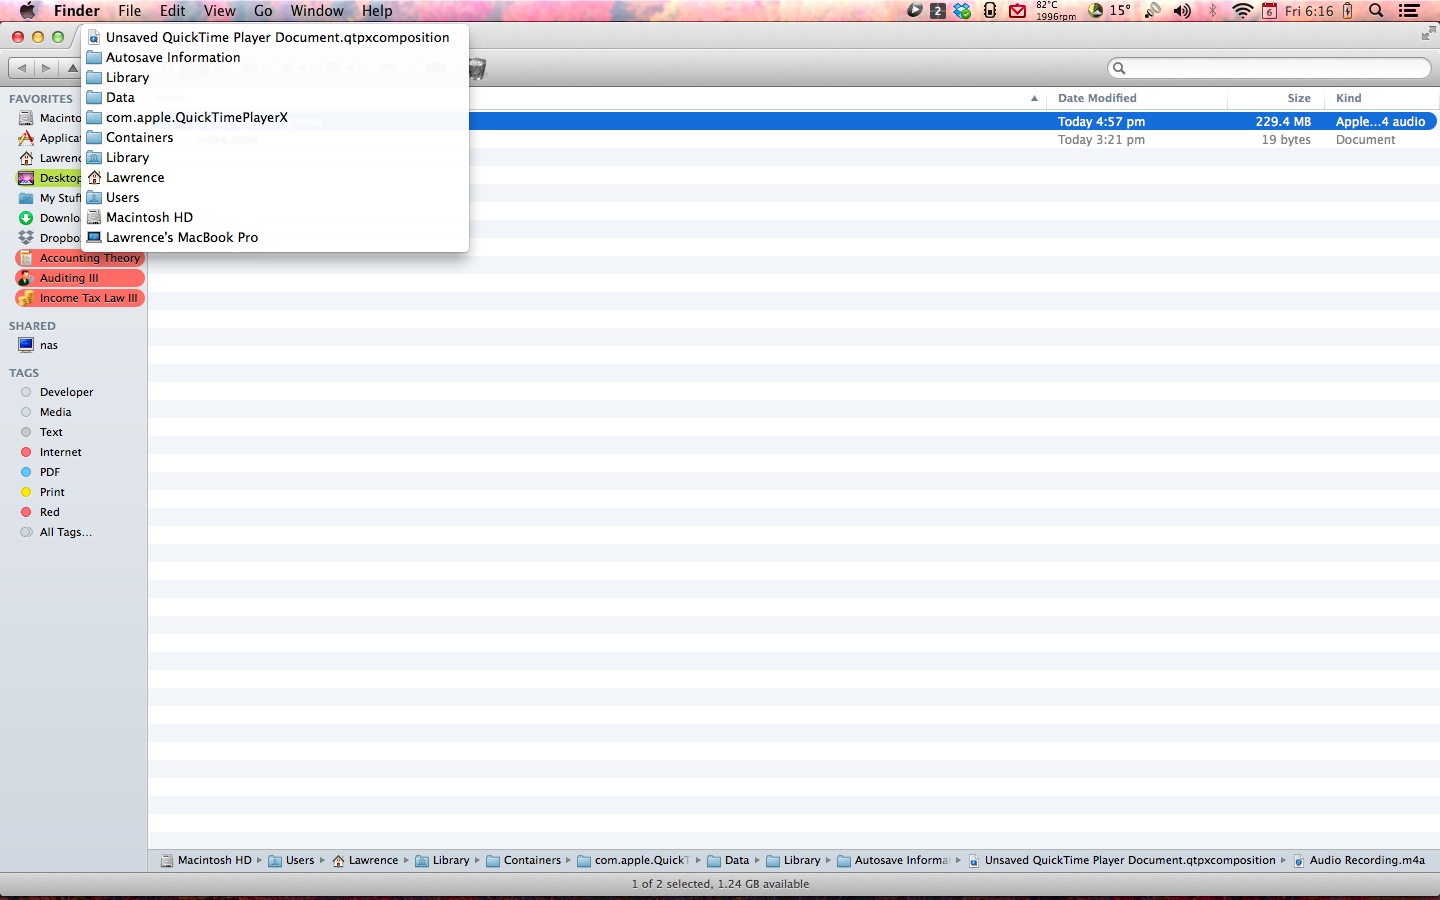 Finder File Edit View Go Window Help
2 82°C 1996rpm 15° 6 Fri 6:16
Unsaved QuickTime Player Document.qtpxcomposition
Autosave Information
Library
Data
com.apple.QuickTimePlayerX
Containers
Library
Lawrence
Users
Macintosh HD
Lawrence's MacBook Pro
FAVORITES
Macinto
Applicat
Lawrenc
Desktop
My Stuf
Downlo
Dropbo
Accounting Theory
Auditing III
Income Tax Law III
SHARED
nas
TAGS
Developer
Media
Text
Internet
PDF
Print
Red
All Tags...
Date Modified Size Kind
Today 4:57 pm 229.4 MB Apple...4 audio
Today 3:21 pm 19 bytes Document
Macintosh HD Users Lawrence Library Containers com.apple.QuickT Data Library Autosave Informa Unsaved QuickTime Player Document.qtpxcomposition Audio Recording.m4a
1 of 2 selected, 1.24 GB available